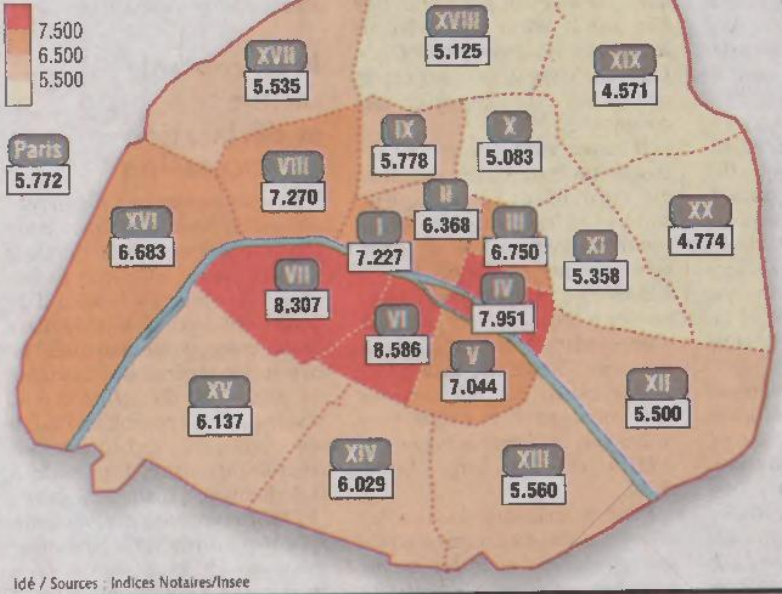 7.500
6.500
5.500
Paris
5.772
XVIII
5.125
XVII
5.535
XIX
4.571
IX
5.778
X
5.083
VIII
7.270
II
6.368
XVI
6.683
I
7.227
III
6.750
XX
4.774
XI
5.358
VII
8.307
IV
7.951
VI
8.586
V
7.044
XV
6.137
XII
5.500
XIV
6.029
XIII
5.560
idé / Sources : Indices Notaires/Insee